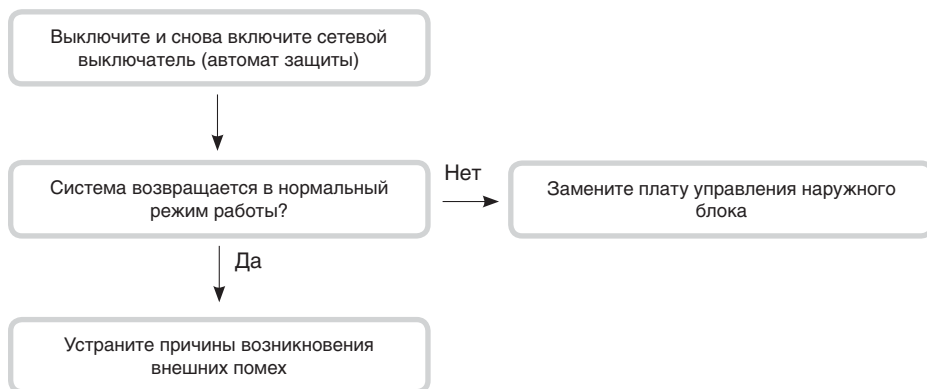 Выключите и снова включите сетевой
выключатель (автомат защиты)
Система возвращается в нормальный
режим работы?
Нет
Замените плату управления наружного
блока
Да
Устраните причины возникновения
внешних помех